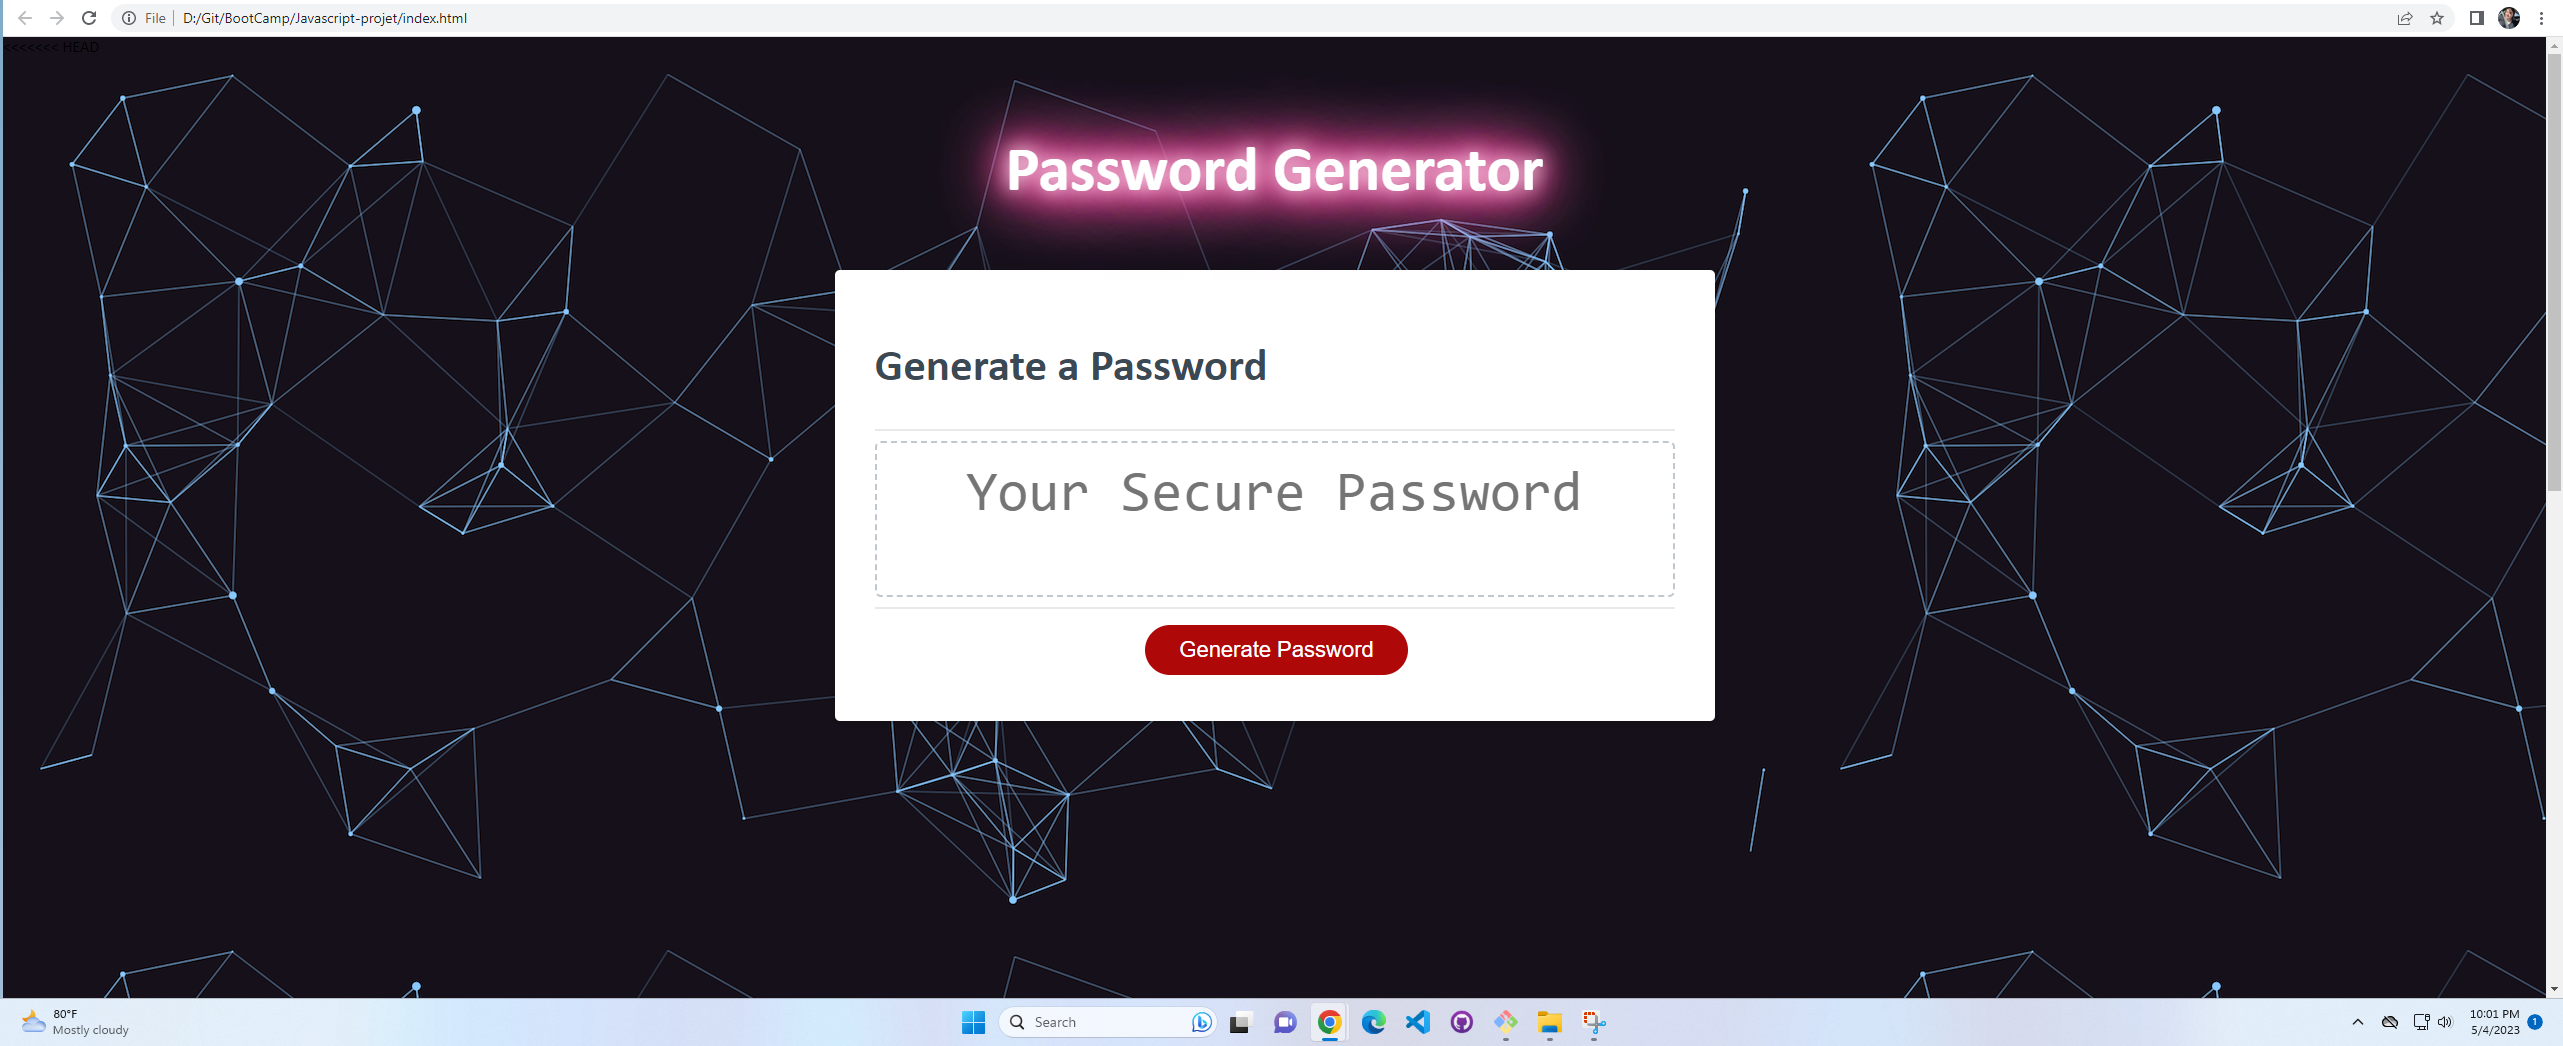 File
D:/Git/BootCamp/Javascript-projet/index.html
<<<<<<< HEAD
Password Generator
Generate a Password
Your Secure Password
Generate Password
80°F
Mostly cloudy
Search
10:01 PM
5/4/2023
1